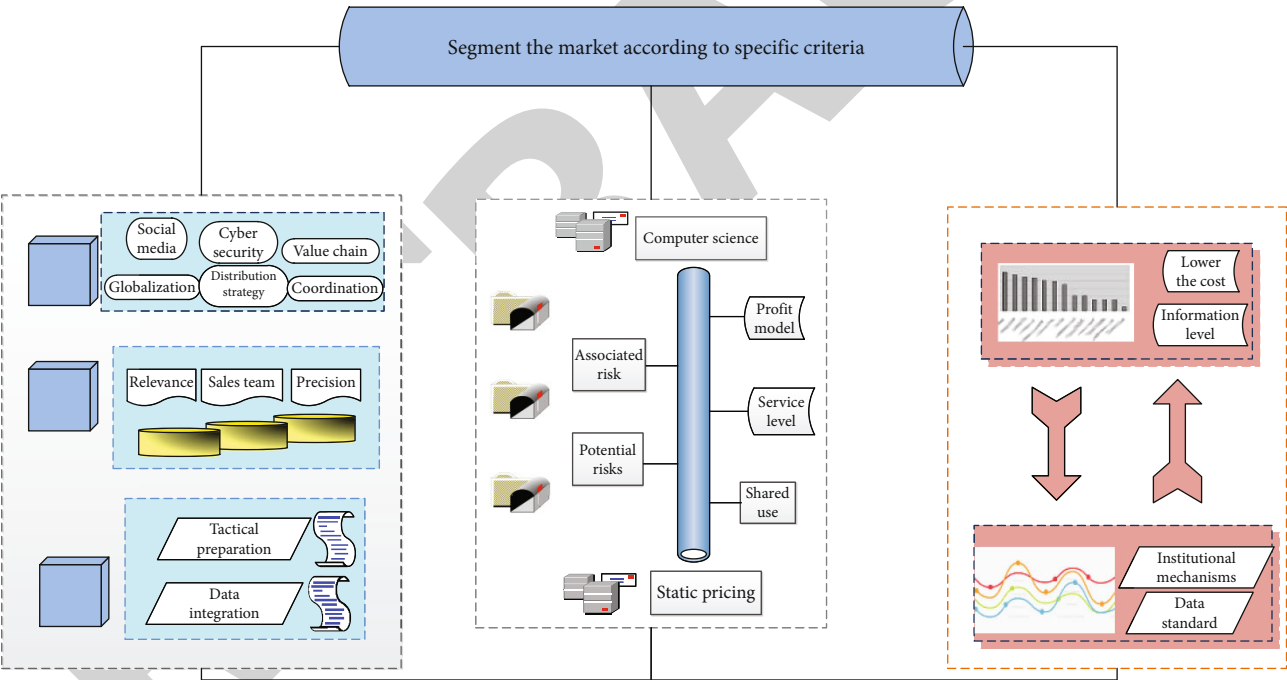 Segment the market according to specific criteria
Social
media
Cyber
security
Value chain
Globalization
Distribution
strategy
Coordination
Relevance
Sales team
Precision
Tactical
preparation
Data
integration
Computer science
Profit
model
Associated
risk
Service
level
Potential
risks
Shared
use
Static pricing
Lower
the cost
Information
level
Institutional
mechanisms
Data
standard